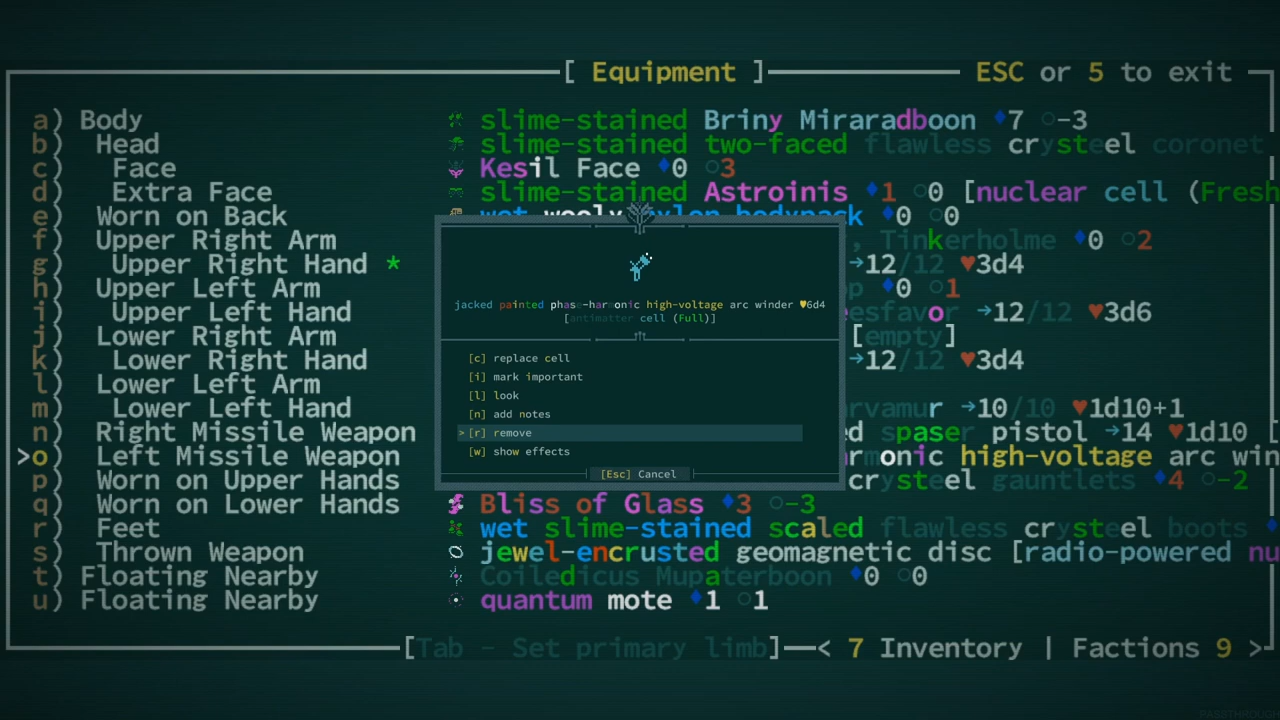 [ Equipment ] ESC or 5 to exit
a) Body slime-stained Briny Miraradboon ♦7 ○-3
b) Head slime-stained two-faced flawless crysteel coronet
c) Face Kesil Face ♦0 ○3
d) Extra Face slime-stained Astroinis ♦1 ○0 [nuclear cell (Fresh
e) Worn on Back wet wooly nylon bodypack ♦0 ○0
f) Upper Right Arm Tinkerholme ♦0 ○2
g) Upper Right Hand * →12/12 ♥3d4
h) Upper Left Arm ♦0 ○1
i) Upper Left Hand esfavor →12/12 ♥3d6
j) Lower Right Arm [empty]
k) Lower Right Hand →12/12 ♥3d4
l) Lower Left Arm
m) Lower Left Hand rvamur →10/10 ♥1d10+1
n) Right Missile Weapon d spaser pistol →14 ♥1d10 [
>o) Left Missile Weapon rmonic high-voltage arc win
p) Worn on Upper Hands crysteel gauntlets ♦4 ○-2
q) Worn on Lower Hands Bliss of Glass ♦3 ○-3
r) Feet wet slime-stained scaled flawless crysteel boots ♦
s) Thrown Weapon jewel-encrusted geomagnetic disc [radio-powered nu
t) Floating Nearby Coiledicus Mupaterboon ♦0 ○0
u) Floating Nearby quantum mote ♦1 ○1
jacked painted phase-harmonic high-voltage arc winder ♥6d4
[antimatter cell (Full)]
[c] replace cell
[i] mark important
[l] look
[n] add notes
>[r] remove
[w] show effects
[Esc] Cancel
[Tab - Set primary limb] < 7 Inventory | Factions 9 >